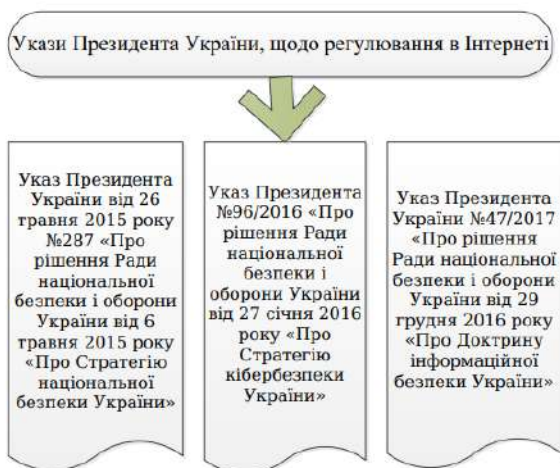 Укази Президента України, щодо регулювання в Інтернеті
Указ Президента
України від 26
травня 2015 року
№287 «Про
рішення Ради
національної
безпеки і оборони
України від 6
травня 2015 року
«Про Стратегію
національної
безпеки України»
Указ Президента
№96/2016 «Про
рішення Ради
національної
безпеки і
оборони України
від 27 січня 2016
року «Про
Стратегію
кібербезпеки
України»
Указ Президента
України №47/2017
«Про рішення
Ради національної
безпеки і оборони
України від 29
грудня 2016 року
«Про Доктрину
інформаційної
безпеки України»